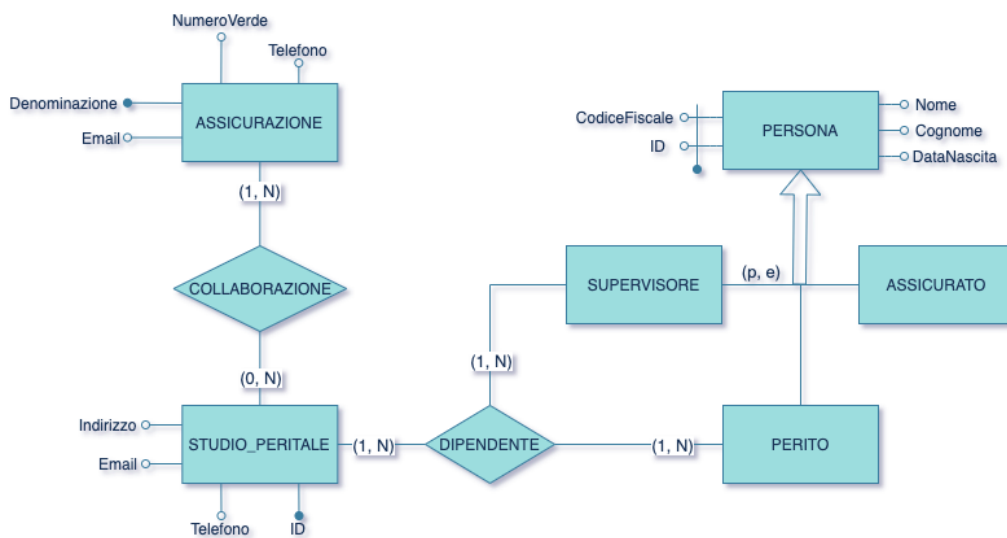 NumeroVerde
Telefono
Denominazione
ASSICURAZIONE
Email
(1, N)
COLLABORAZIONE
(0, N)
Indirizzo
STUDIO_PERITALE
Email
Telefono
ID
(1, N)
DIPENDENTE
(1, N)
(1, N)
SUPERVISORE
(p, e)
ASSICURATO
PERITO
CodiceFiscale
ID
PERSONA
Nome
Cognome
DataNascita